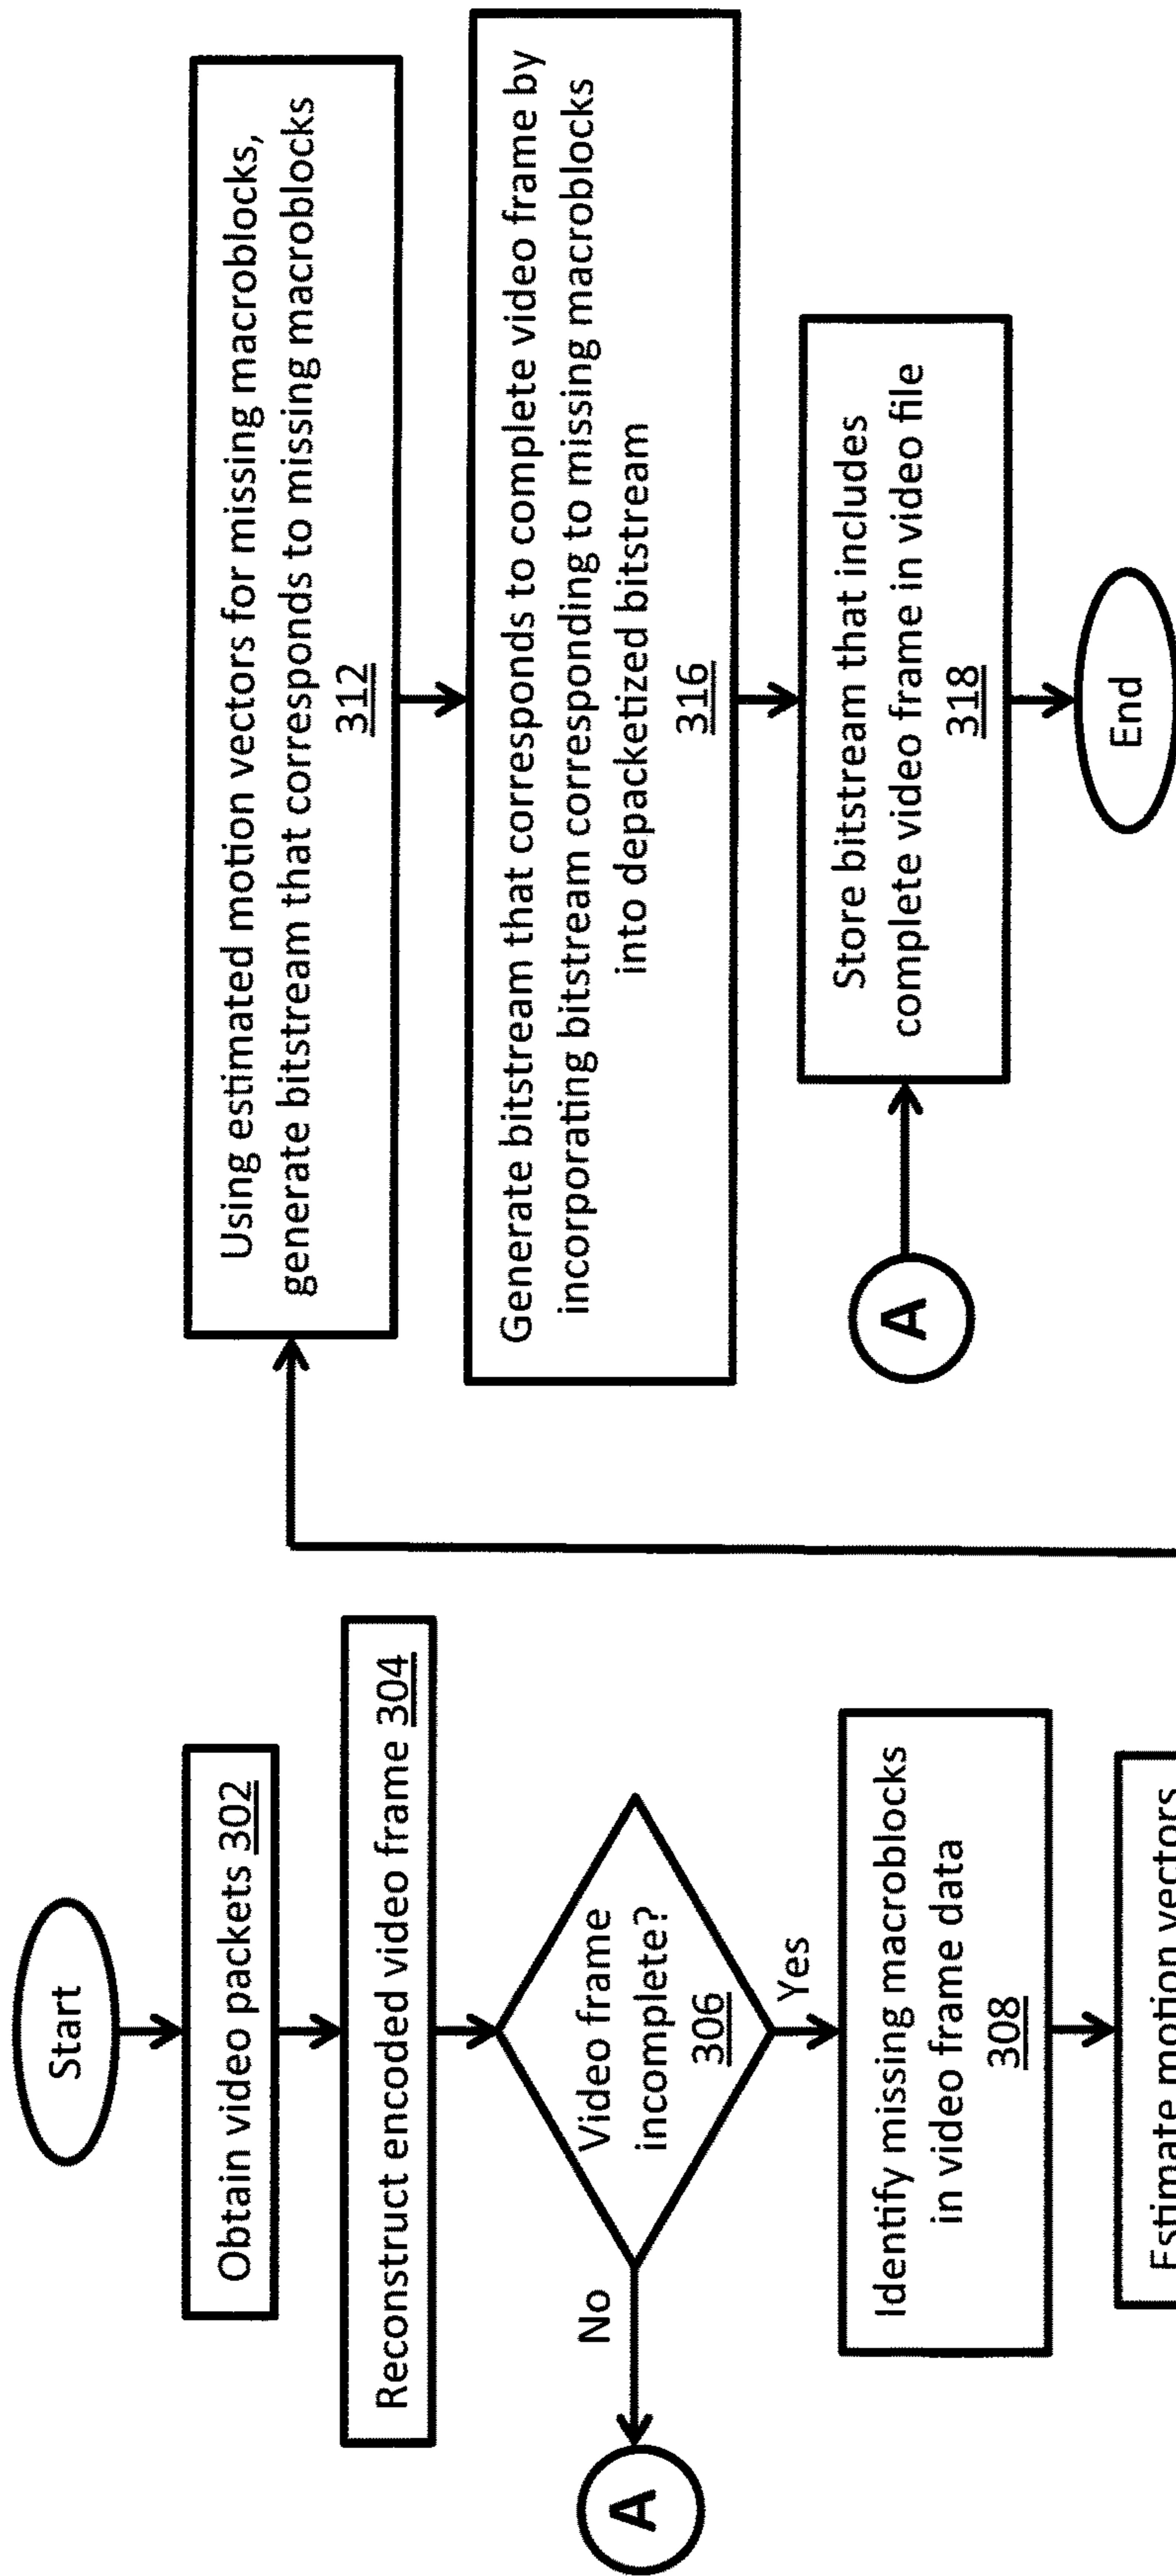 Start
Obtain video packets 302
Reconstruct encoded video frame 304
Video frame
incomplete?
306
No
A
Yes
Identify missing macroblocks
in video frame data
308
Estimate motion vectors
Using estimated motion vectors for missing macroblocks,
generate bitstream that corresponds to missing macroblocks
312
Generate bitstream that corresponds to complete video frame by
incorporating bitstream corresponding to missing macroblocks
into depacketized bitstream
316
A
Store bitstream that includes
complete video frame in video file
318
End